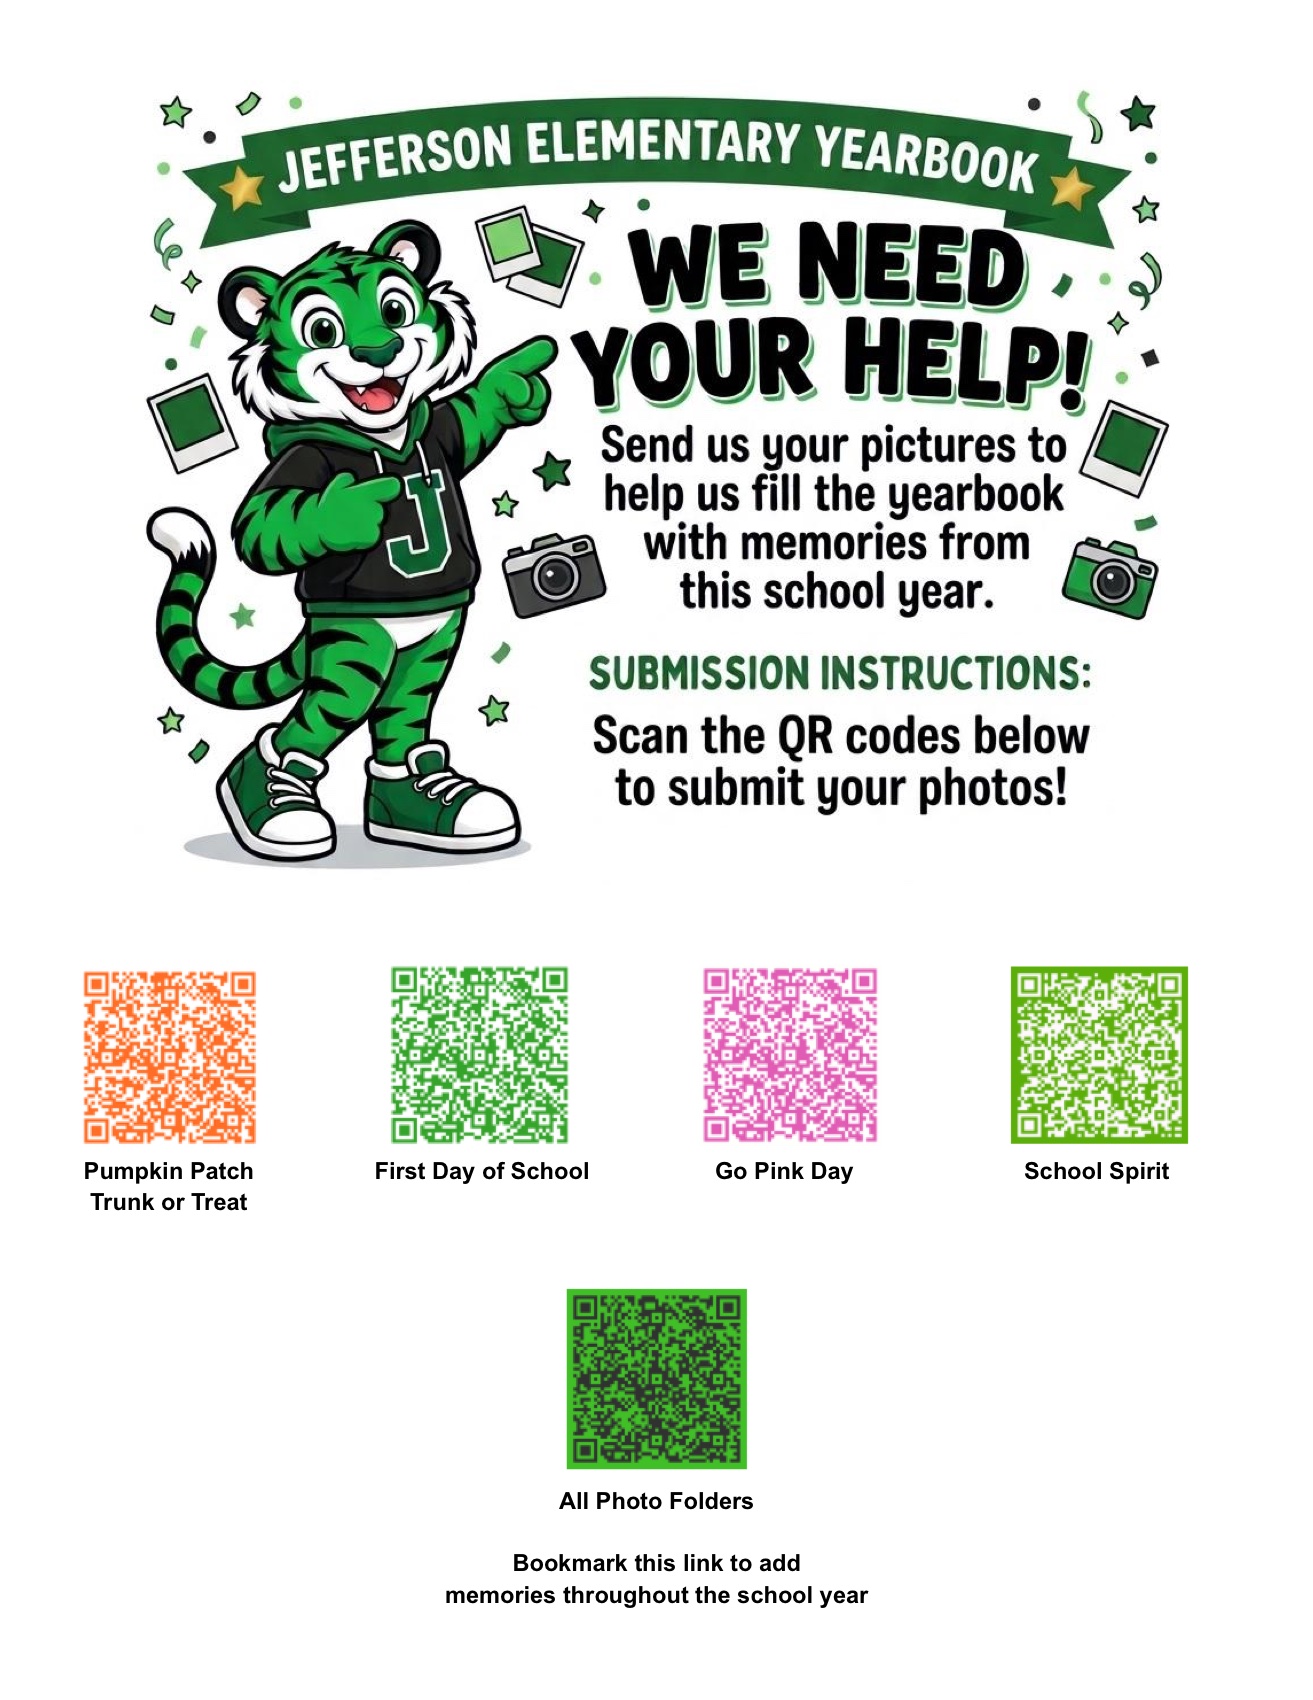 JEFFERSON ELEMENTARY YEARBOOK
WE NEED
YOUR HELP!
Send us your pictures to
help us fill the yearbook
with memories from
this school year.
J
SUBMISSION INSTRUCTIONS:
Scan the QR codes below
to submit your photos!
Pumpkin Patch
Trunk or Treat
First Day of School
Go Pink Day
School Spirit
All Photo Folders
Bookmark this link to add
memories throughout the school year